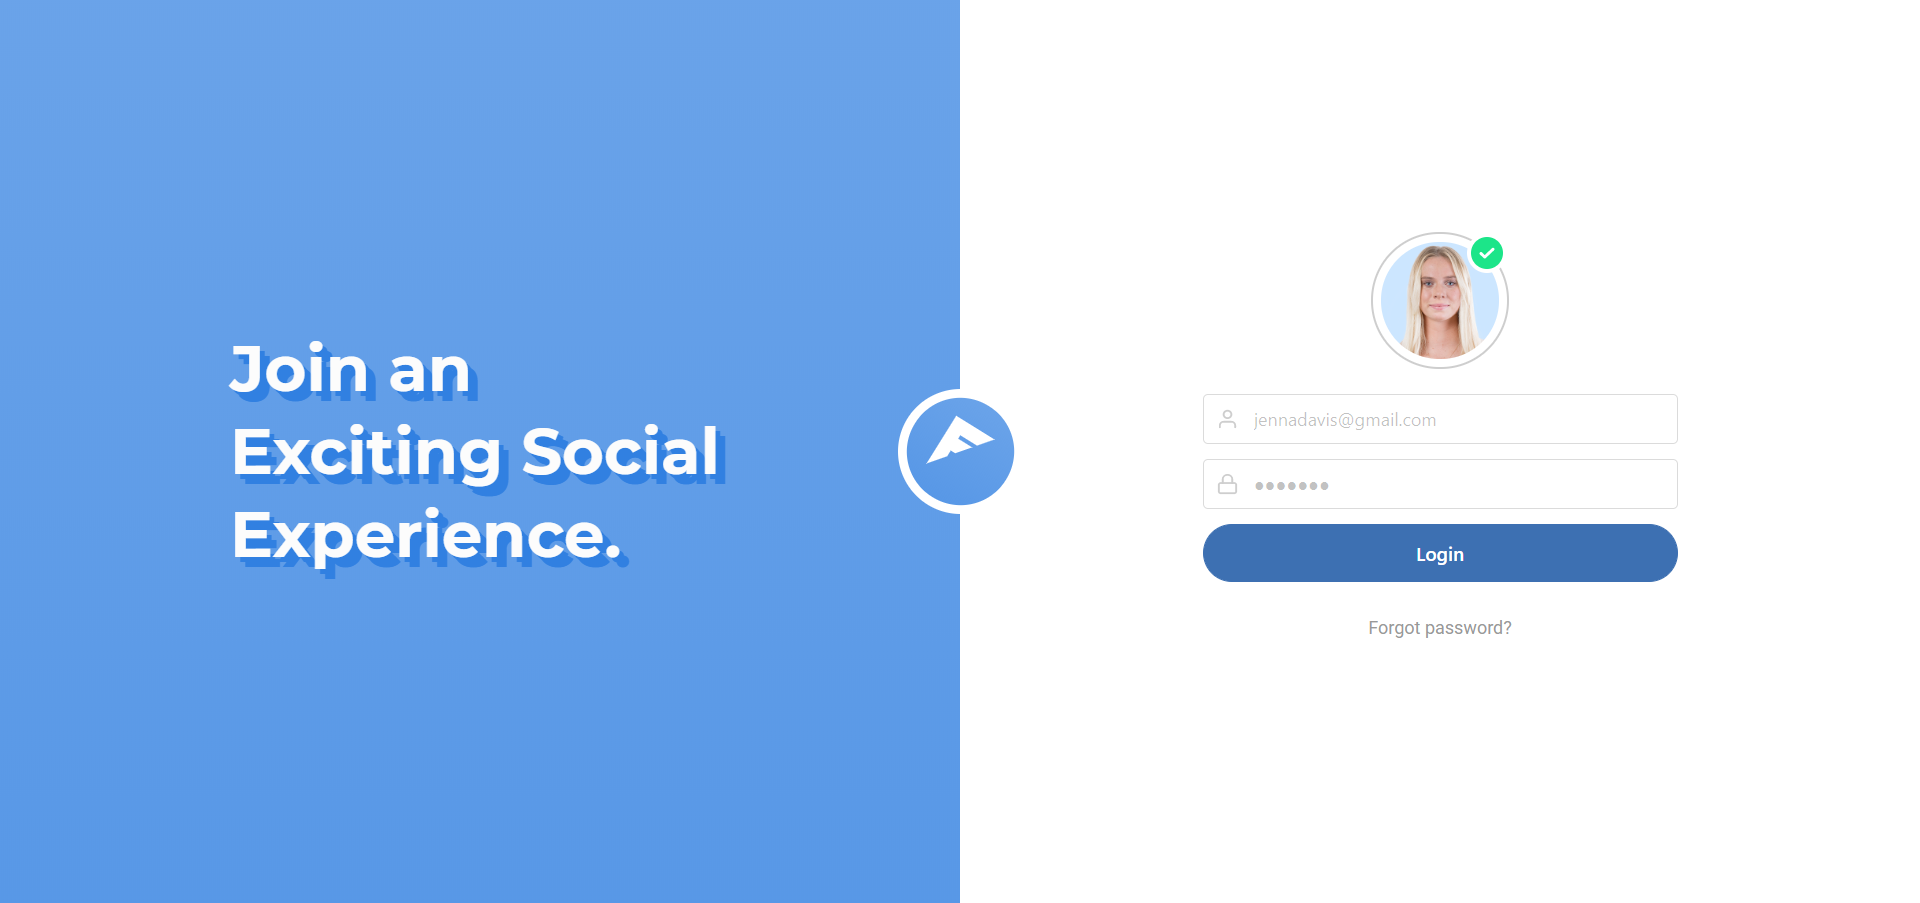 Join an
Exciting Social
Experience.
jennadavis@gmail.com
•••••••
Login
Forgot password?